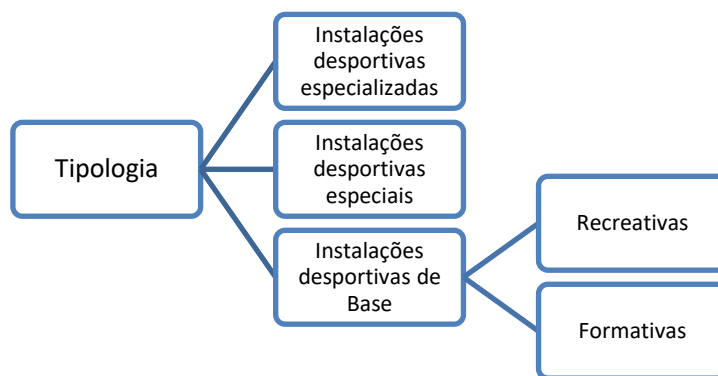 Tipologia
Instalações
desportivas
especializadas
Instalações
desportivas
especiais
Instalações
desportivas de
Base
Recreativas
Formativas